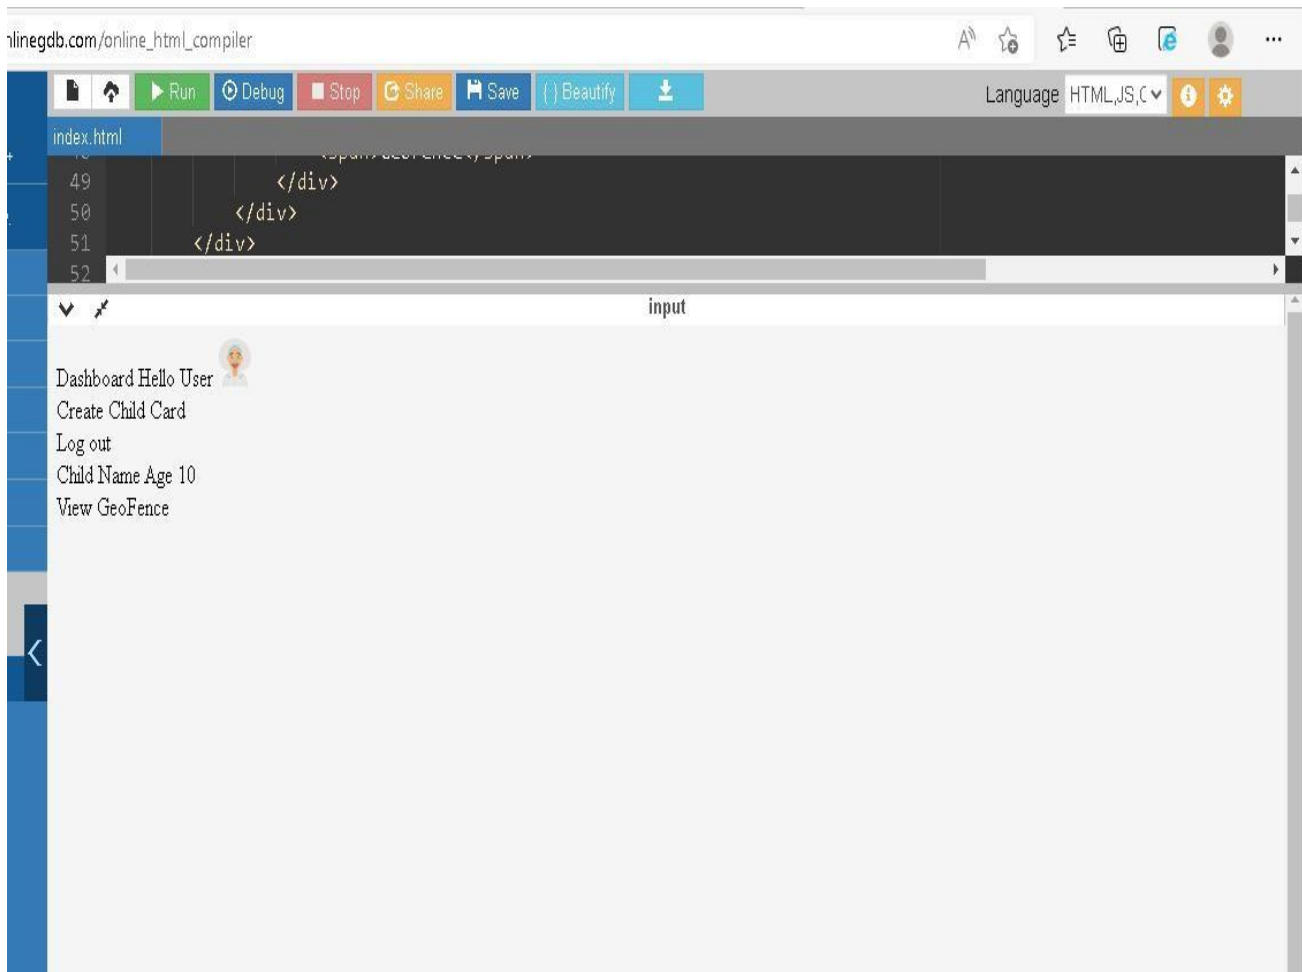 nlinegdb.com/online_html_compiler
Run Debug Stop Share Save { } Beautify
Language HTML,JS,C
index.html
49 </div>
50 </div>
51 </div>
52
input
Dashboard Hello User
Create Child Card
Log out
Child Name Age 10
View GeoFence